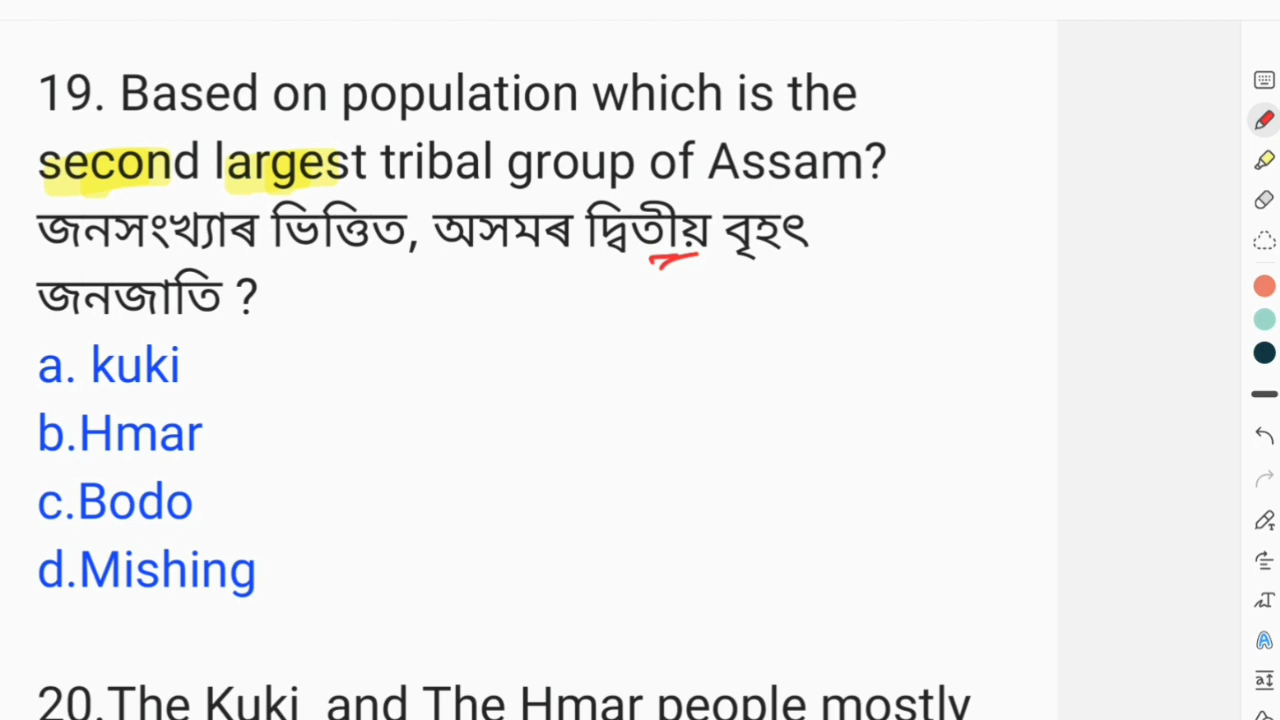 19. Based on population which is the
second largest tribal group of Assam?
জনসংখ্যাৰ ভিত্তিত, অসমৰ দ্বিতীয় বৃহৎ
জনজাতি ?
a. kuki
b.Hmar
c.Bodo
d.Mishing
20.The Kuki and The Hmar people mostly